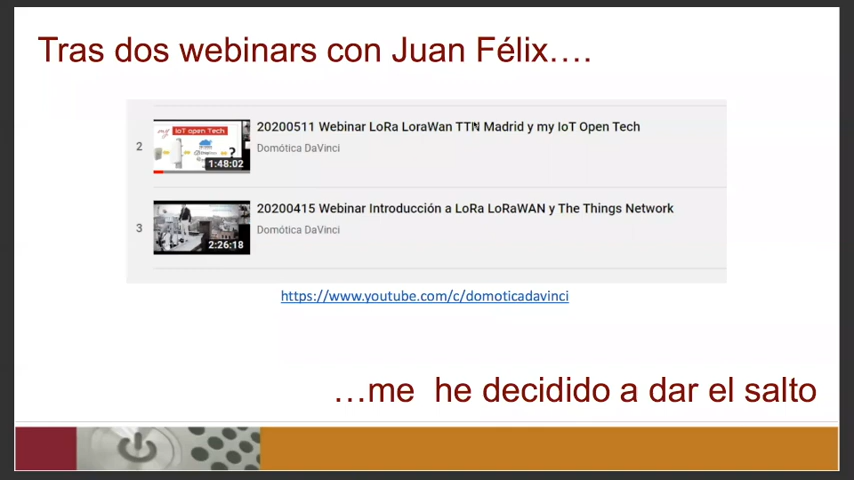 Tras dos webinars con Juan Félix….
2
IoT open Tech
?
1:48:02
20200511 Webinar LoRa LoraWan TTN Madrid y my IoT Open Tech
Domótica DaVinci
3
2:26:18
20200415 Webinar Introducción a LoRa LoRaWAN y The Things Network
Domótica DaVinci
https://www.youtube.com/c/domoticadavinci
…me he decidido a dar el salto